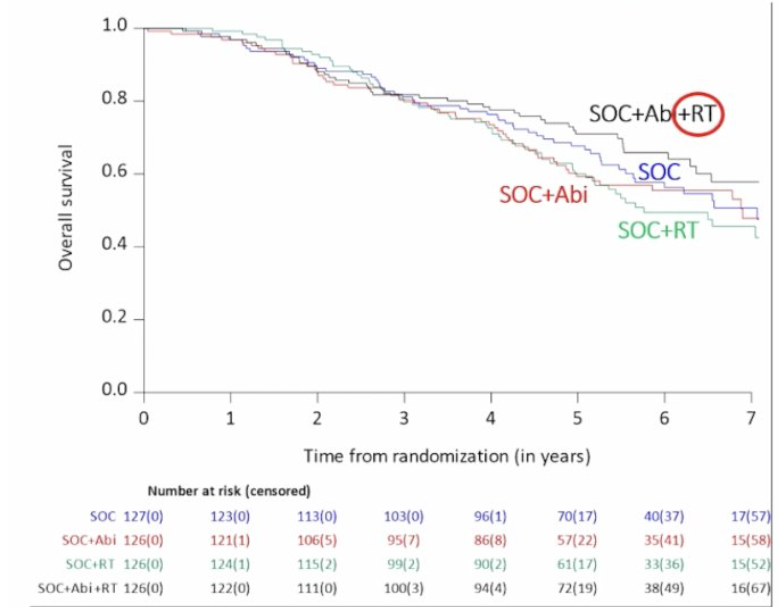 1.0
0.8
0.6
0.4
0.2
0.0
Overall survival
SOC+Abi+RT
SOC
SOC+Abi
SOC+RT
0 1 2 3 4 5 6 7
Time from randomization (in years)
Number at risk (censored)
SOC 127(0) 123(0) 113(0) 103(0) 96(1) 70(17) 40(37) 17(57)
SOC+Abi 126(0) 121(1) 106(5) 95(7) 86(8) 57(22) 35(41) 15(58)
SOC+RT 126(0) 124(1) 115(2) 99(2) 90(2) 61(17) 33(36) 15(52)
SOC+Abi+RT 126(0) 122(0) 111(0) 100(3) 94(4) 72(19) 38(49) 16(67)